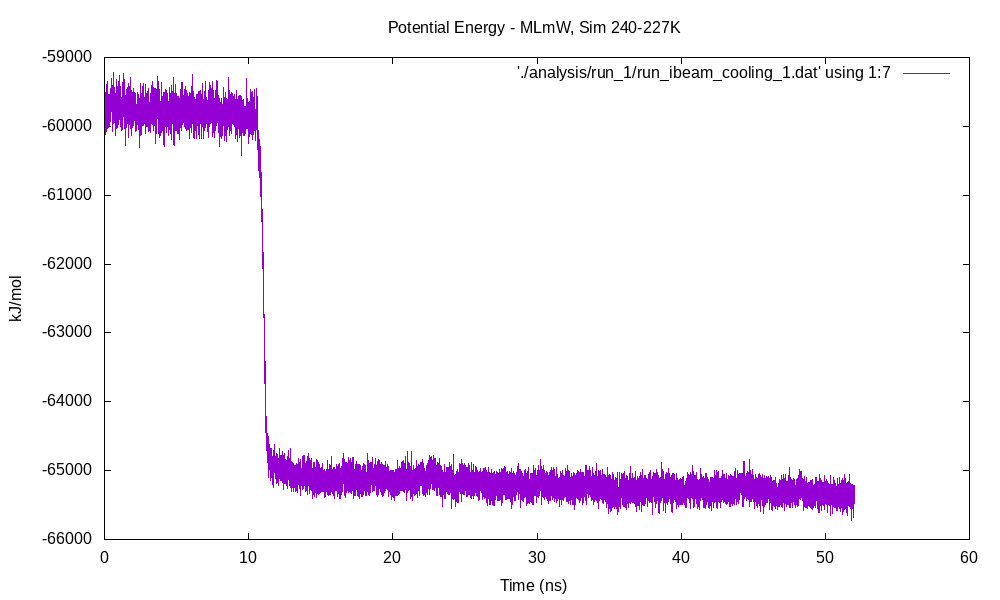 Potential Energy - MLmW, Sim 240-227K
'./analysis/run_1/run_ibeam_cooling_1.dat' using 1:7
-59000
-60000
-61000
-62000
-63000
-64000
-65000
-66000
kJ/mol
0 10 20 30 40 50 60
Time (ns)